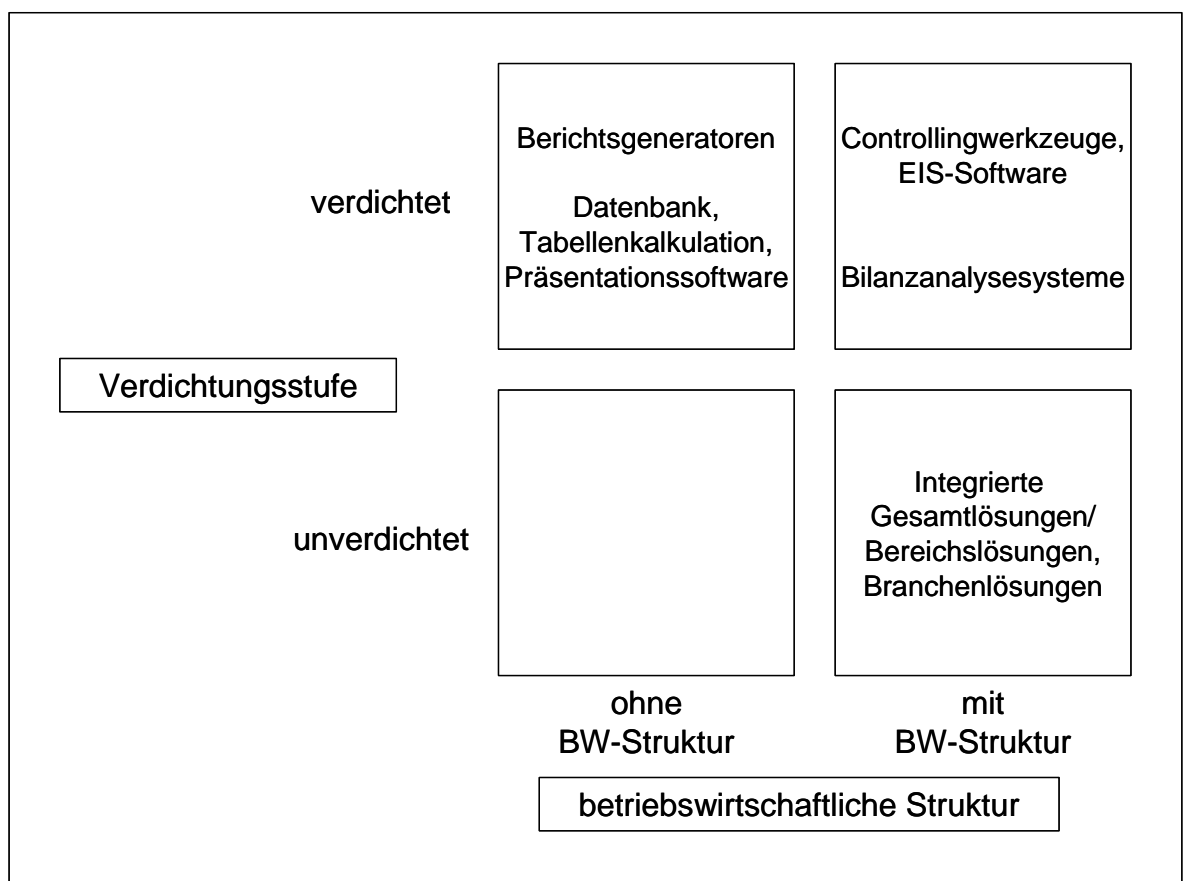 verdichtet
Berichtsgeneratoren
Datenbank,
Tabellenkalkulation,
Präsentationssoftware
Controllingwerkzeuge,
EIS-Software
Bilanzanalysesysteme
Verdichtungsstufe
unverdichtet
Integrierte
Gesamtlösungen/
Bereichslösungen,
Branchenlösungen
ohne
BW-Struktur
mit
BW-Struktur
betriebswirtschaftliche Struktur